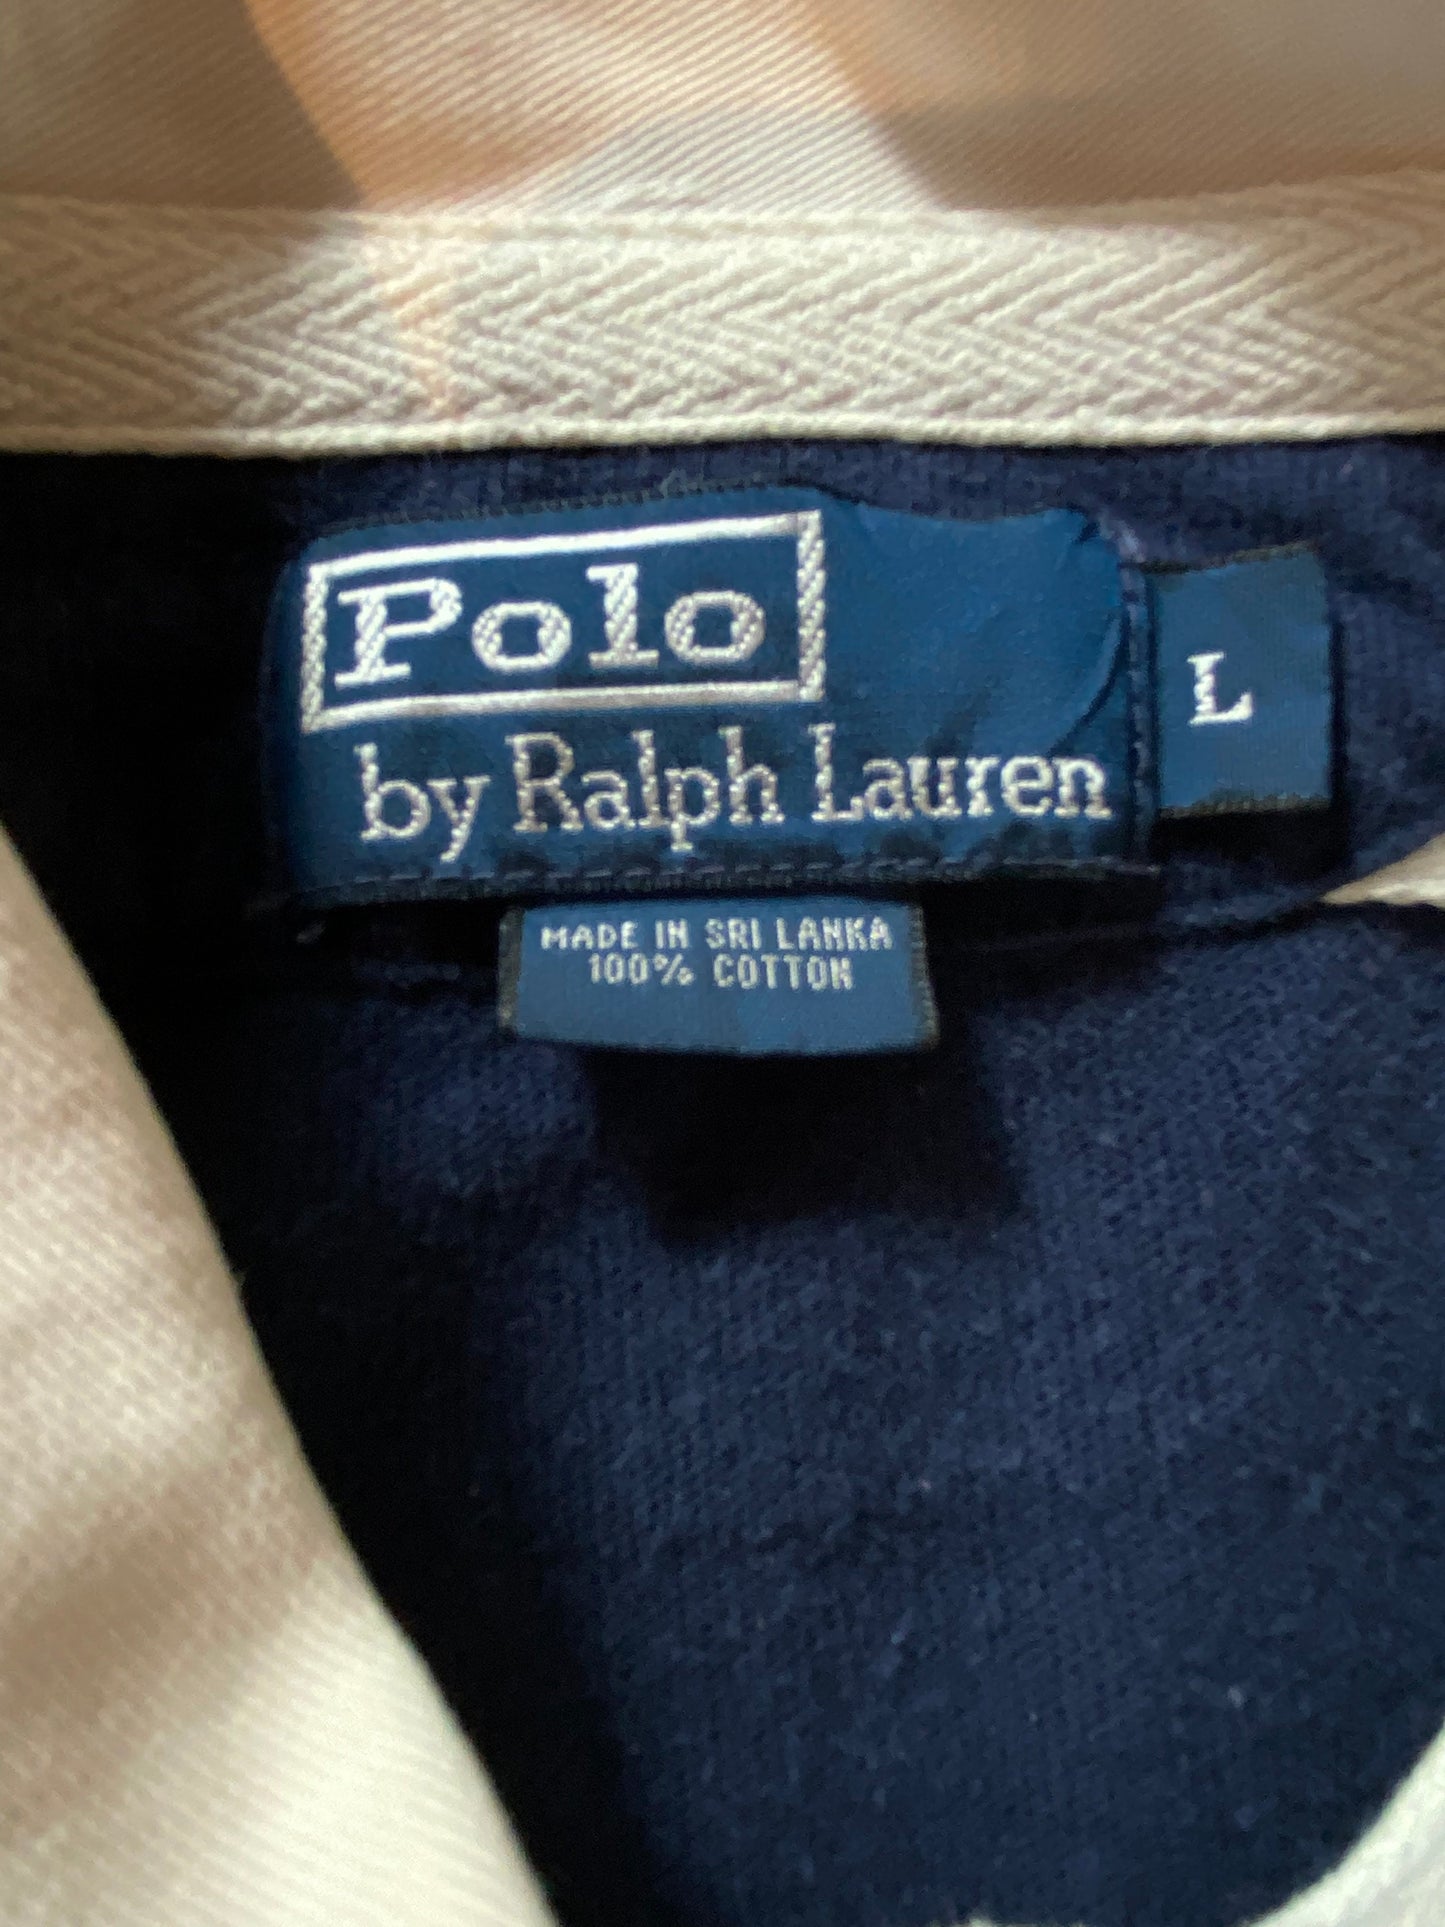 Polo
by Ralph Lauren
L
MADE IN SRI LANKA
100% COTTON